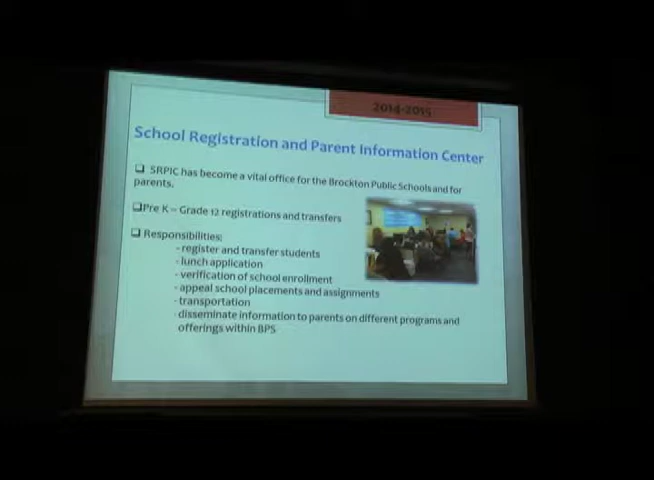 2014-2015
School Registration and Parent Information Center
❑ SRPIC has become a vital office for the Brockton Public Schools and for
parents.
❑Pre K – Grade 12 registrations and transfers
❑ Responsibilities:
- register and transfer students
- lunch application
- verification of school enrollment
- appeal school placements and assignments
- transportation
- disseminate information to parents on different programs and
offerings within BPS